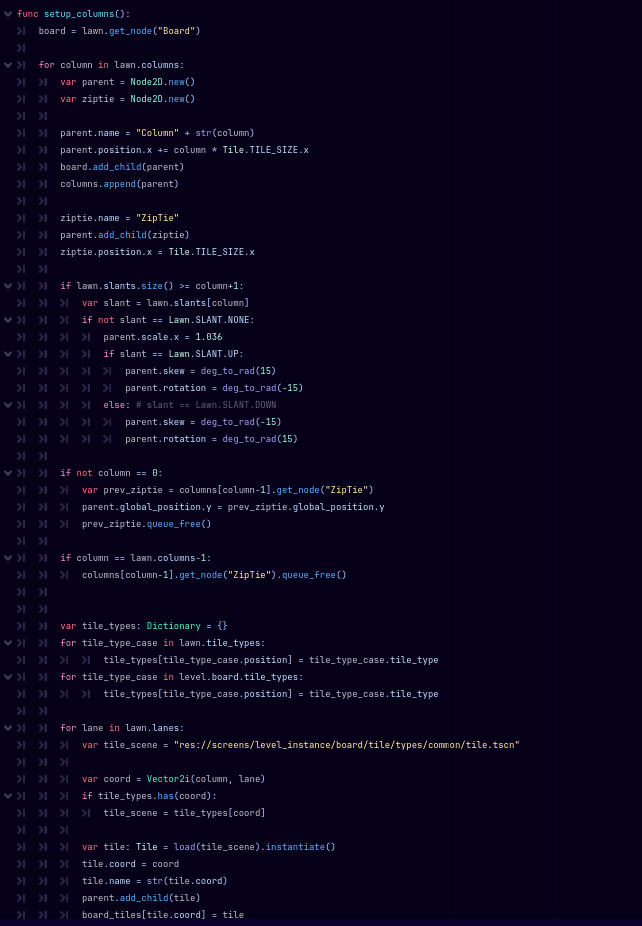 func setup_columns():
board = lawn.get_node("Board")
for column in lawn.columns:
var parent = Node2D.new()
var ziptie = Node2D.new()
parent.name = "Column" + str(column)
parent.position.x += column * Tile.TILE_SIZE.x
board.add_child(parent)
columns.append(parent)
ziptie.name = "ZipTie"
parent.add_child(ziptie)
ziptie.position.x = Tile.TILE_SIZE.x
if lawn.slants.size() >= column+1:
var slant = lawn.slants[column]
if not slant == Lawn.SLANT.NONE:
parent.scale.x = 1.036
if slant == Lawn.SLANT.UP:
parent.skew = deg_to_rad(15)
parent.rotation = deg_to_rad(-15)
else: # slant == Lawn.SLANT.DOWN
parent.skew = deg_to_rad(-15)
parent.rotation = deg_to_rad(15)
if not column == 0:
var prev_ziptie = columns[column-1].get_node("ZipTie")
parent.global_position.y = prev_ziptie.global_position.y
prev_ziptie.queue_free()
if column == lawn.columns-1:
columns[column-1].get_node("ZipTie").queue_free()
var tile_types: Dictionary = {}
for tile_type_case in lawn.tile_types:
tile_types[tile_type_case.position] = tile_type_case.tile_type
for tile_type_case in level.board.tile_types:
tile_types[tile_type_case.position] = tile_type_case.tile_type
for lane in lawn.lanes:
var tile_scene = "res://screens/level_instance/board/tile/types/common/tile.tscn"
var coord = Vector2i(column, lane)
if tile_types.has(coord):
tile_scene = tile_types[coord]
var tile: Tile = load(tile_scene).instantiate()
tile.coord = coord
tile.name = str(tile.coord)
parent.add_child(tile)
board_tiles[tile.coord] = tile